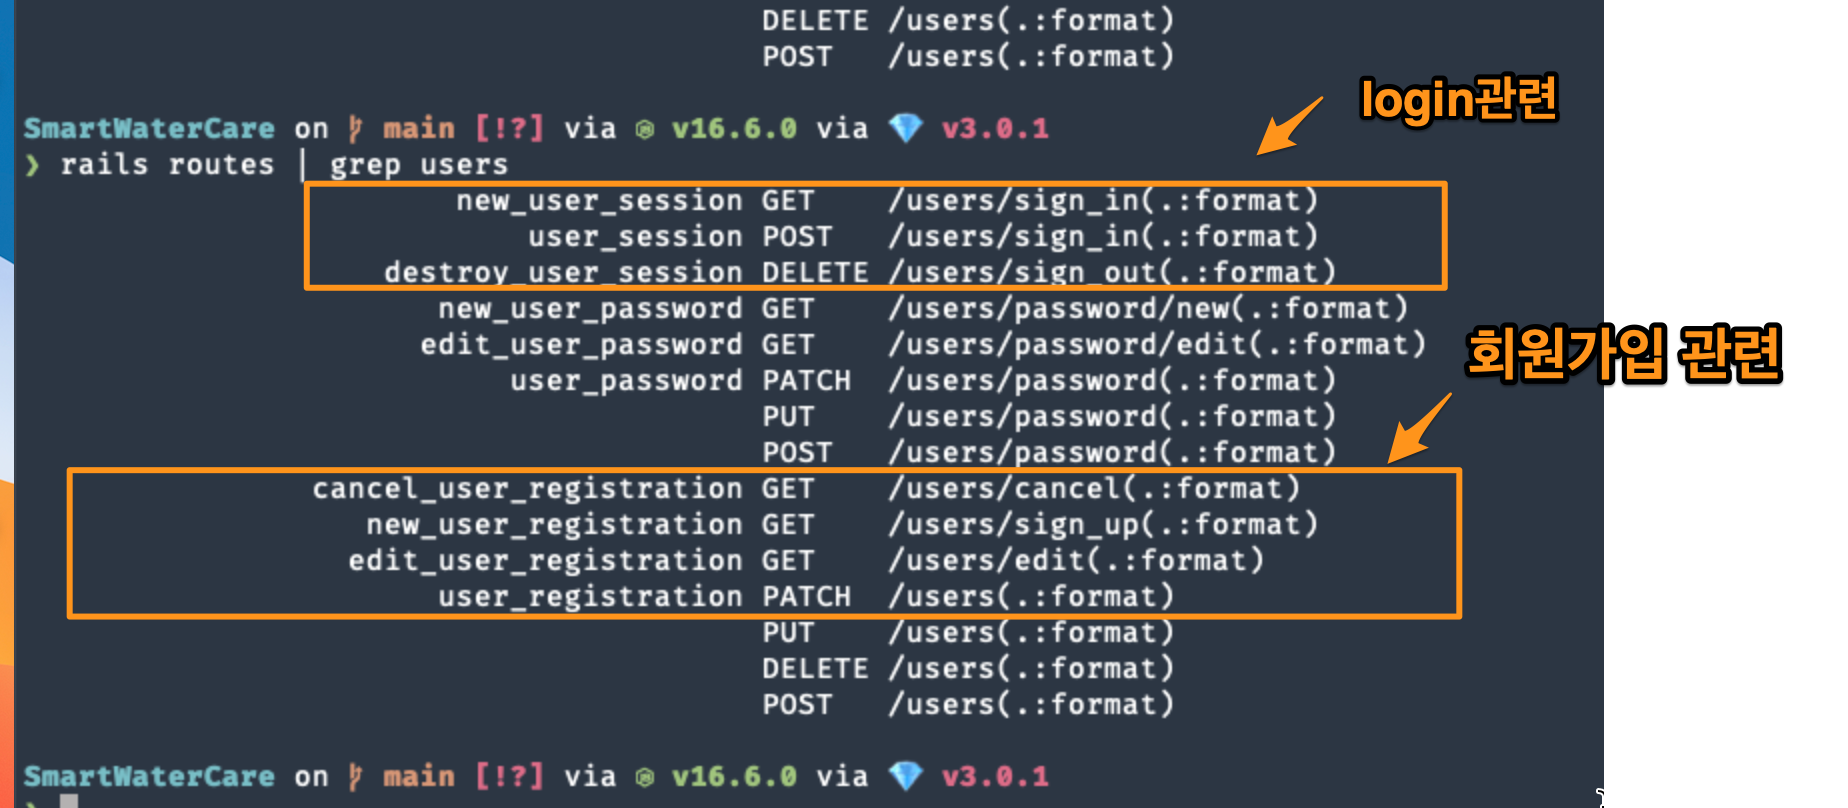 DELETE /users(.:format)
POST /users(.:format)
login관련
SmartWaterCare on main [!?] via v16.6.0 via v3.0.1
❯ rails routes | grep users
new_user_session GET /users/sign_in(.:format)
user_session POST /users/sign_in(.:format)
destroy_user_session DELETE /users/sign_out(.:format)
new_user_password GET /users/password/new(.:format)
회원가입 관련
edit_user_password GET /users/password/edit(.:format)
user_password PATCH /users/password(.:format)
PUT /users/password(.:format)
POST /users/password(.:format)
cancel_user_registration GET /users/cancel(.:format)
new_user_registration GET /users/sign_up(.:format)
edit_user_registration GET /users/edit(.:format)
user_registration PATCH /users(.:format)
PUT /users(.:format)
DELETE /users(.:format)
POST /users(.:format)
SmartWaterCare on main [!?] via v16.6.0 via v3.0.1